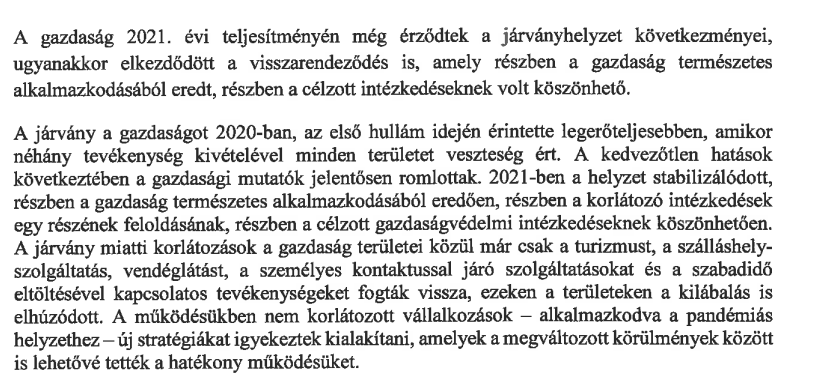 A gazdaság 2021. évi teljesítményén még érződtek a járványhelyzet következményei,
ugyanakkor elkezdődött a visszarendeződés is, amely részben a gazdaság természetes
alkalmazkodásából eredt, részben a célzott intézkedéseknek volt köszönhető.
A járvány a gazdaságot 2020-ban, az első hullám idején érintette legerőteljesebben, amikor
néhány tevékenység kivételével minden területet veszteség ért. A kedvezőtlen hatások
következtében a gazdasági mutatók jelentősen romlottak. 2021-ben a helyzet stabilizálódott,
részben a gazdaság természetes alkalmazkodásából eredően, részben a korlátozó intézkedések
egy részének feloldásának, részben a célzott gazdaságvédelmi intézkedéseknek köszönhetően.
A járvány miatti korlátozások a gazdaság területei közül már csak a turizmust, a szálláshely-
szolgáltatás, vendéglátást, a személyes kontaktussal járó szolgáltatásokat és a szabadidő
eltöltésével kapcsolatos tevékenységeket fogták vissza, ezeken a területeken a kilábalás is
elhúzódott. A működésükben nem korlátozott vállalkozások – alkalmazkodva a pandémiás
helyzethez – új stratégiákat igyekeztek kialakítani, amelyek a megváltozott körülmények között
is lehetővé tették a hatékony működésüket.